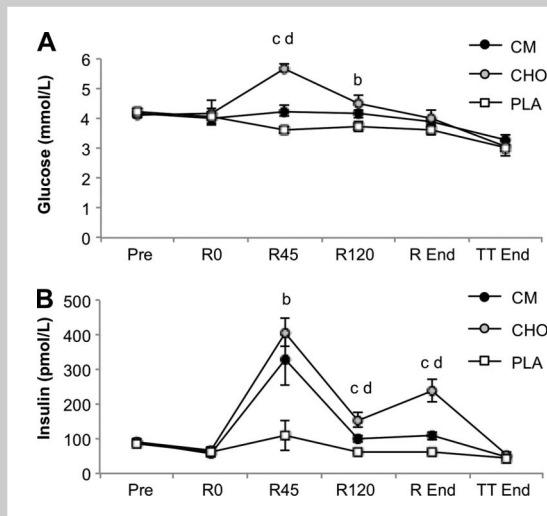 A
c d
b
CM
CHO
PLA
Glucose (mmol/L)
6
5
4
3
2
1
0
Pre R0 R45 R120 R End TT End
B
b
c d
c d
CM
CHO
PLA
Insulin (pmol/L)
500
400
300
200
100
0
Pre R0 R45 R120 R End TT End